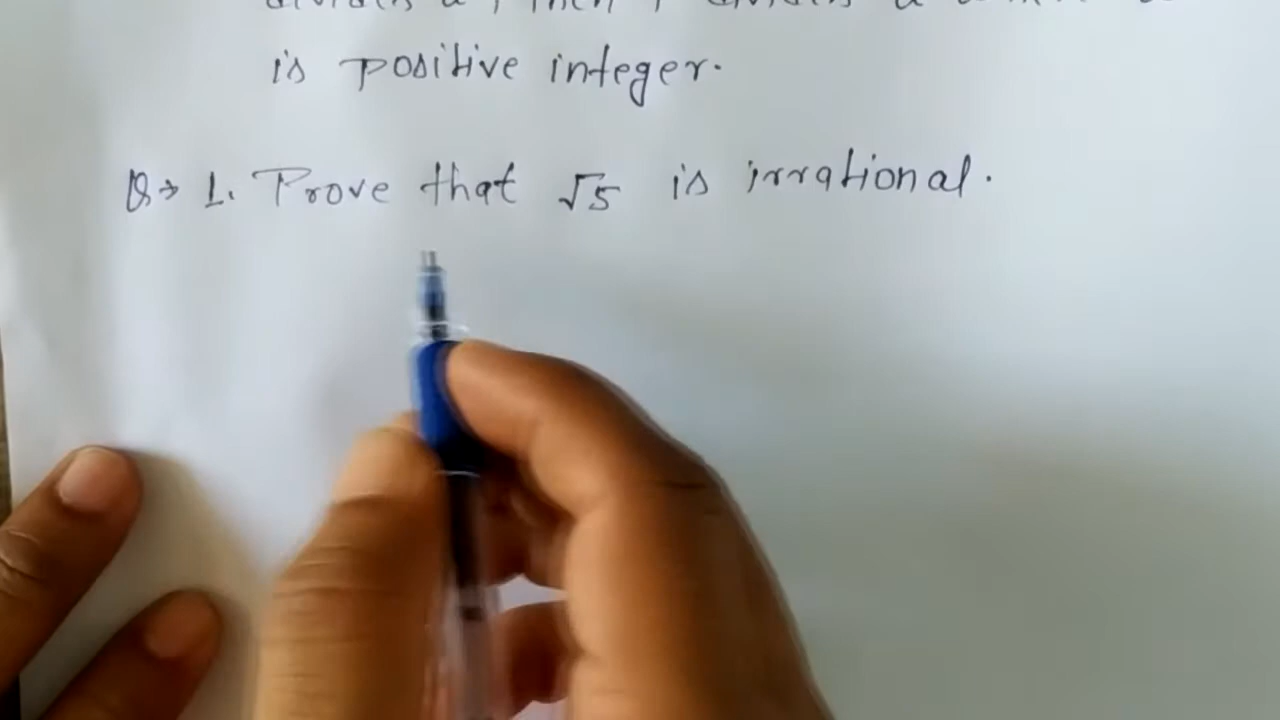 is positive integer.
Q→ 1. Prove that √5 is irrational.